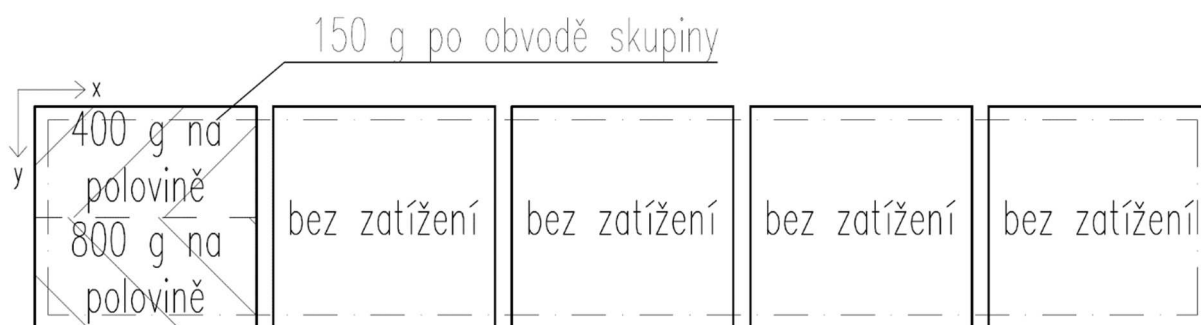 150 g po obvodě skupiny
x
y
400 g na
polovině
800 g na
polovině
bez zatížení
bez zatížení
bez zatížení
bez zatížení